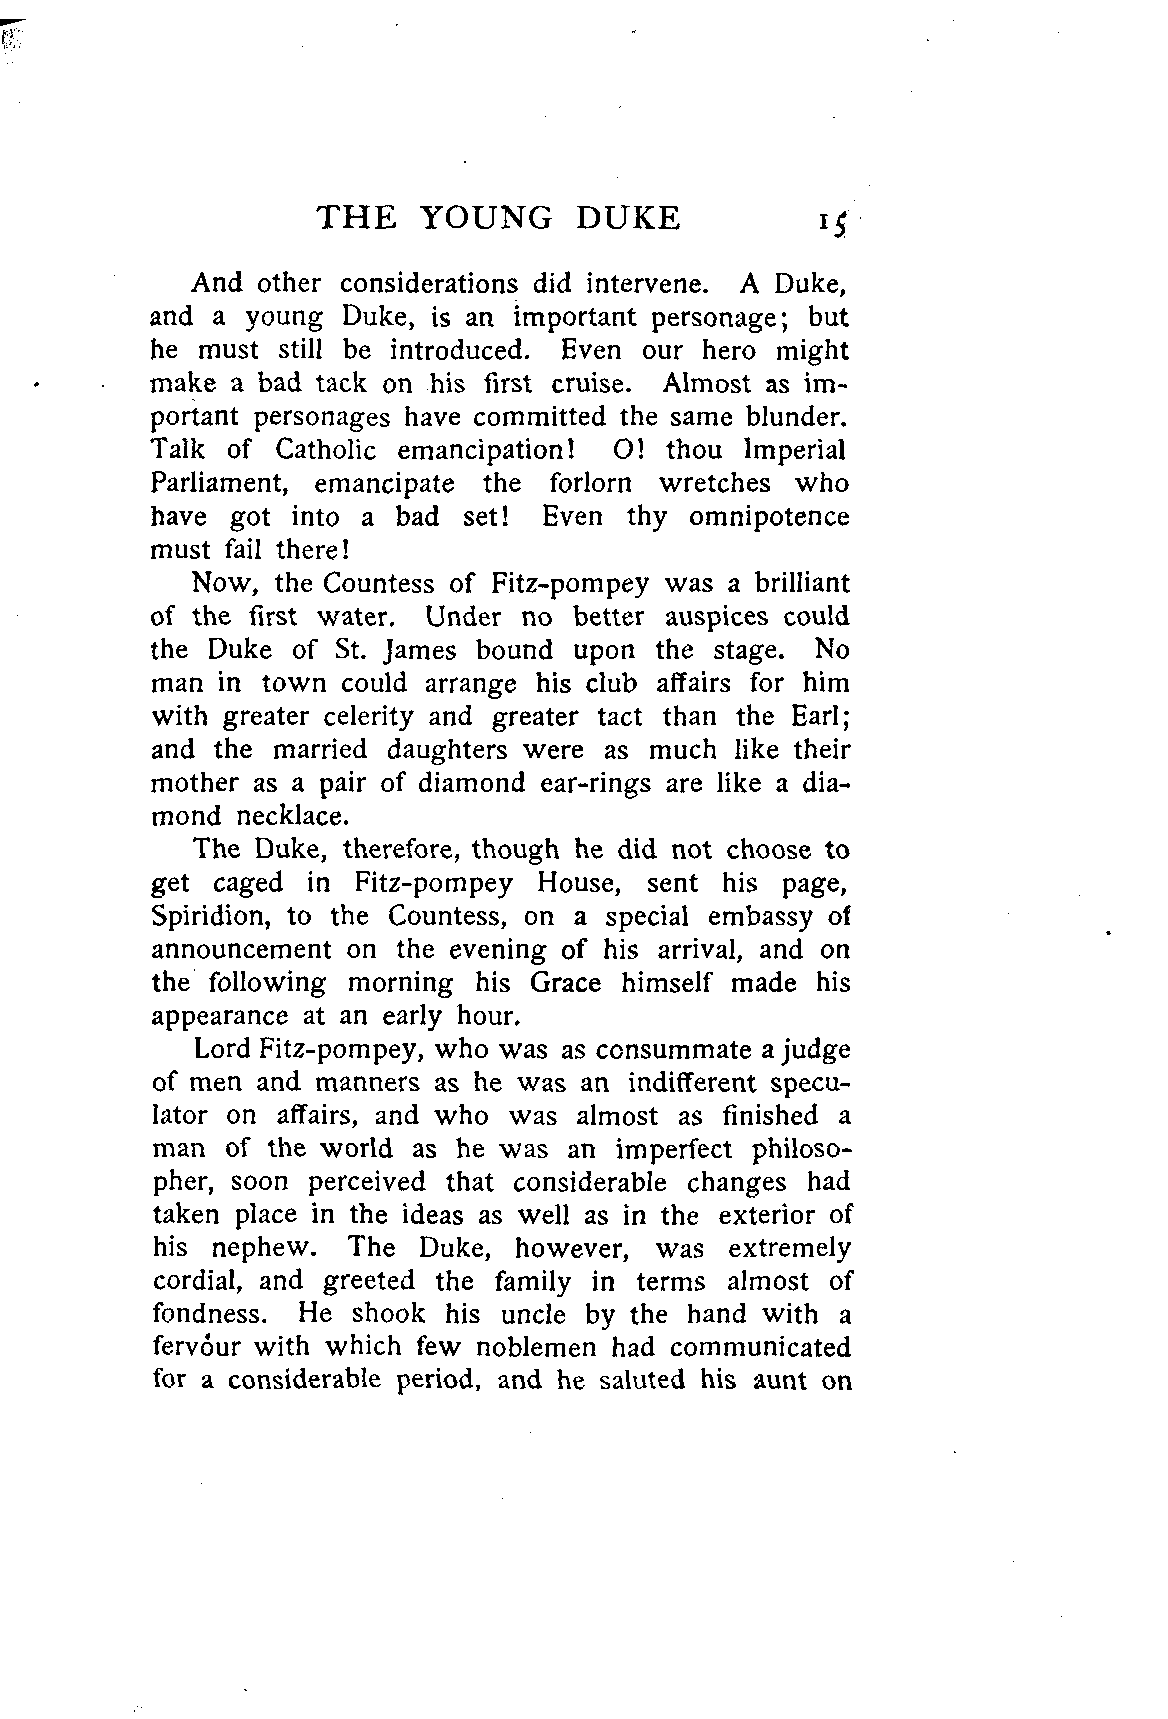 THE YOUNG DUKE 15
And other considerations did intervene. A Duke,
and a young Duke, is an important personage; but
he must still be introduced. Even our hero might
make a bad tack on his first cruise. Almost as im-
portant personages have committed the same blunder.
Talk of Catholic emancipation! O! thou Imperial
Parliament, emancipate the forlorn wretches who
have got into a bad set! Even thy omnipotence
must fail there!
Now, the Countess of Fitz-pompey was a brilliant
of the first water. Under no better auspices could
the Duke of St. James bound upon the stage. No
man in town could arrange his club affairs for him
with greater celerity and greater tact than the Earl;
and the married daughters were as much like their
mother as a pair of diamond ear-rings are like a dia-
mond necklace.
The Duke, therefore, though he did not choose to
get caged in Fitz-pompey House, sent his page,
Spiridion, to the Countess, on a special embassy of
announcement on the evening of his arrival, and on
the following morning his Grace himself made his
appearance at an early hour.
Lord Fitz-pompey, who was as consummate a judge
of men and manners as he was an indifferent specu-
lator on affairs, and who was almost as finished a
man of the world as he was an imperfect philoso-
pher, soon perceived that considerable changes had
taken place in the ideas as well as in the exterior of
his nephew. The Duke, however, was extremely
cordial, and greeted the family in terms almost of
fondness. He shook his uncle by the hand with a
fervour with which few noblemen had communicated
for a considerable period, and he saluted his aunt on